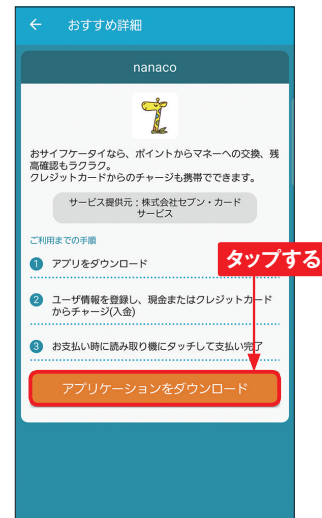 ← おすすめ詳細
nanaco
おサイフケータイなら、ポイントからマネーへの交換、残
高確認もラクラク。
クレジットカードからのチャージも携帯でできます。
サービス提供元：株式会社セブン・カード
サービス
ご利用までの手順
1 アプリをダウンロード
タップする
2 ユーザ情報を登録し、現金またはクレジットカード
からチャージ(入金)
3 お支払い時に読み取り機にタッチして支払い完了
アプリケーションをダウンロード